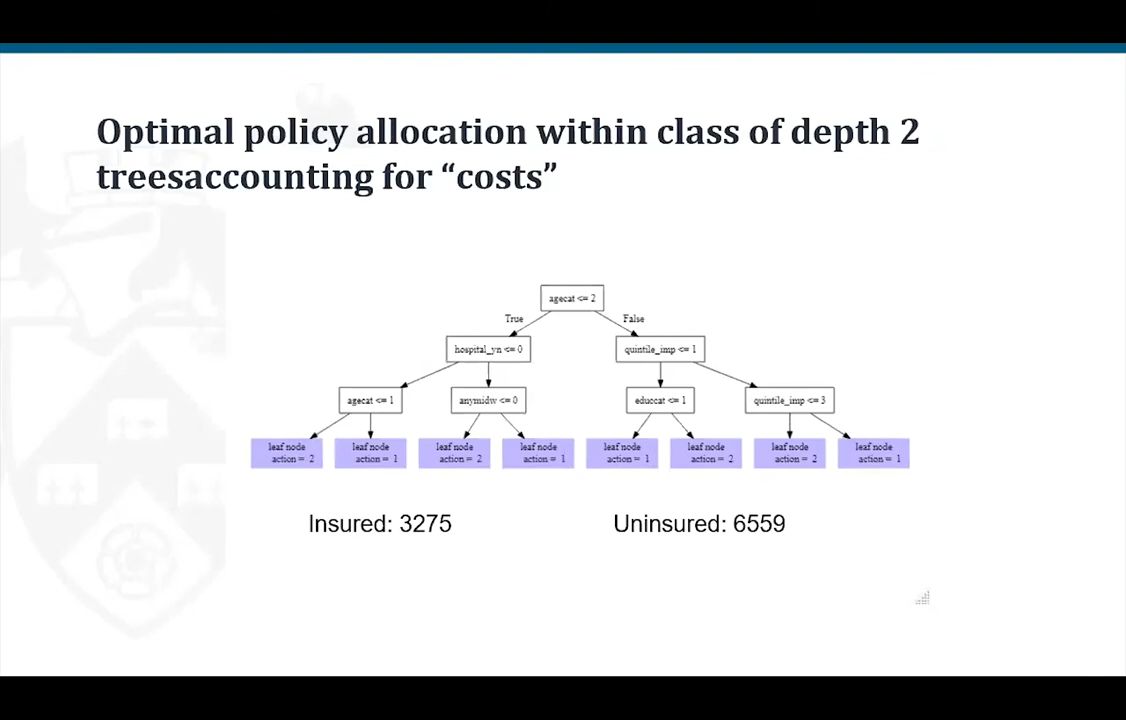 Optimal policy allocation within class of depth 2
treesaccounting for “costs”
agecat <= 2
True
False
hospital_yn <= 0
quintile_imp <= 1
agecat <= 1
anymidw <= 0
educcat <= 1
quintile_imp <= 3
leaf node
action = 2
leaf node
action = 1
leaf node
action = 2
leaf node
action = 1
leaf node
action = 1
leaf node
action = 2
leaf node
action = 2
leaf node
action = 1
Insured: 3275
Uninsured: 6559